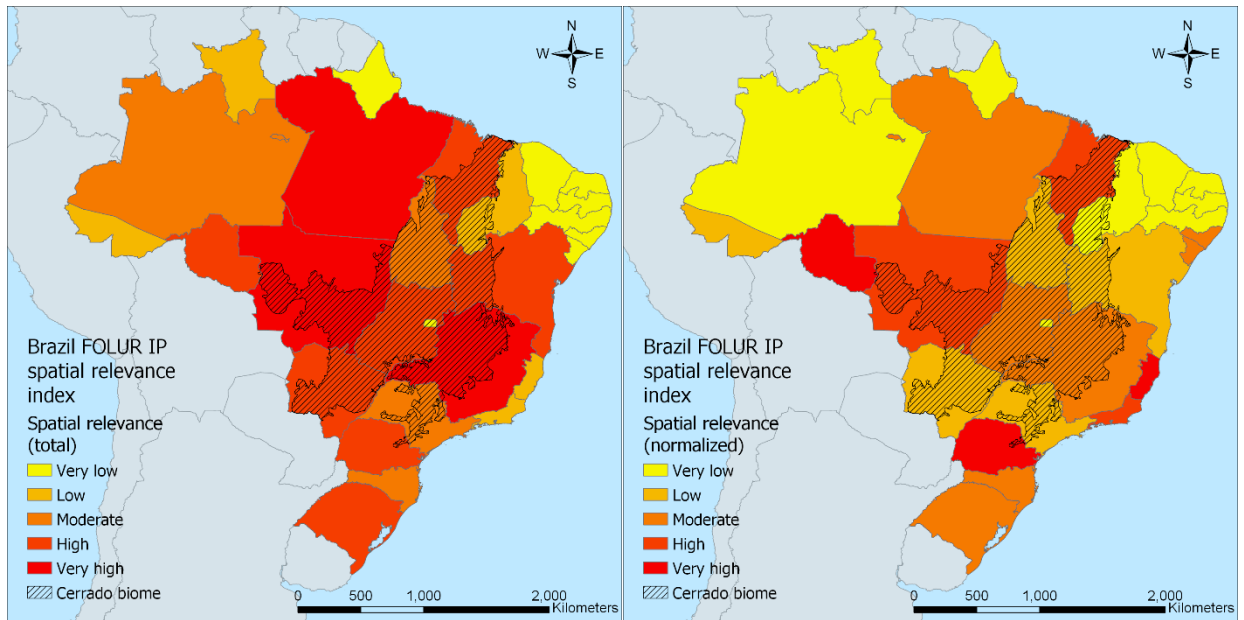 N
W E
S
Brazil FOLUR IP
spatial relevance
index
Spatial relevance
(total)
Very low
Low
Moderate
High
Very high
Cerrado biome
0 500 1,000 2,000
Kilometers
N
W E
S
Brazil FOLUR IP
spatial relevance
index
Spatial relevance
(normalized)
Very low
Low
Moderate
High
Very high
Cerrado biome
0 500 1,000 2,000
Kilometers